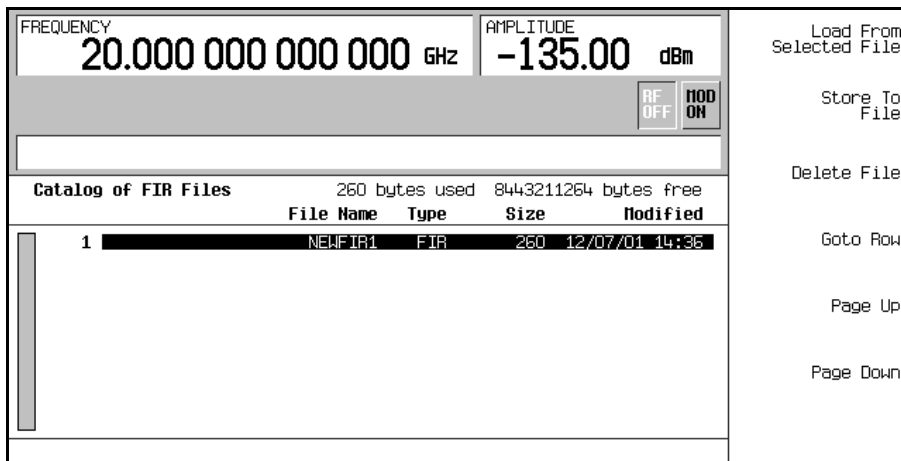 FREQUENCY
20.000 000 000 000 GHz
AMPLITUDE
-135.00 dBm
RF OFF
MOD ON
Catalog of FIR Files 260 bytes used 8443211264 bytes free
File Name Type Size Modified
1 NEWFIR1 FIR 260 12/07/01 14:36
Load From
Selected File
Store To
File
Delete File
Goto Row
Page Up
Page Down